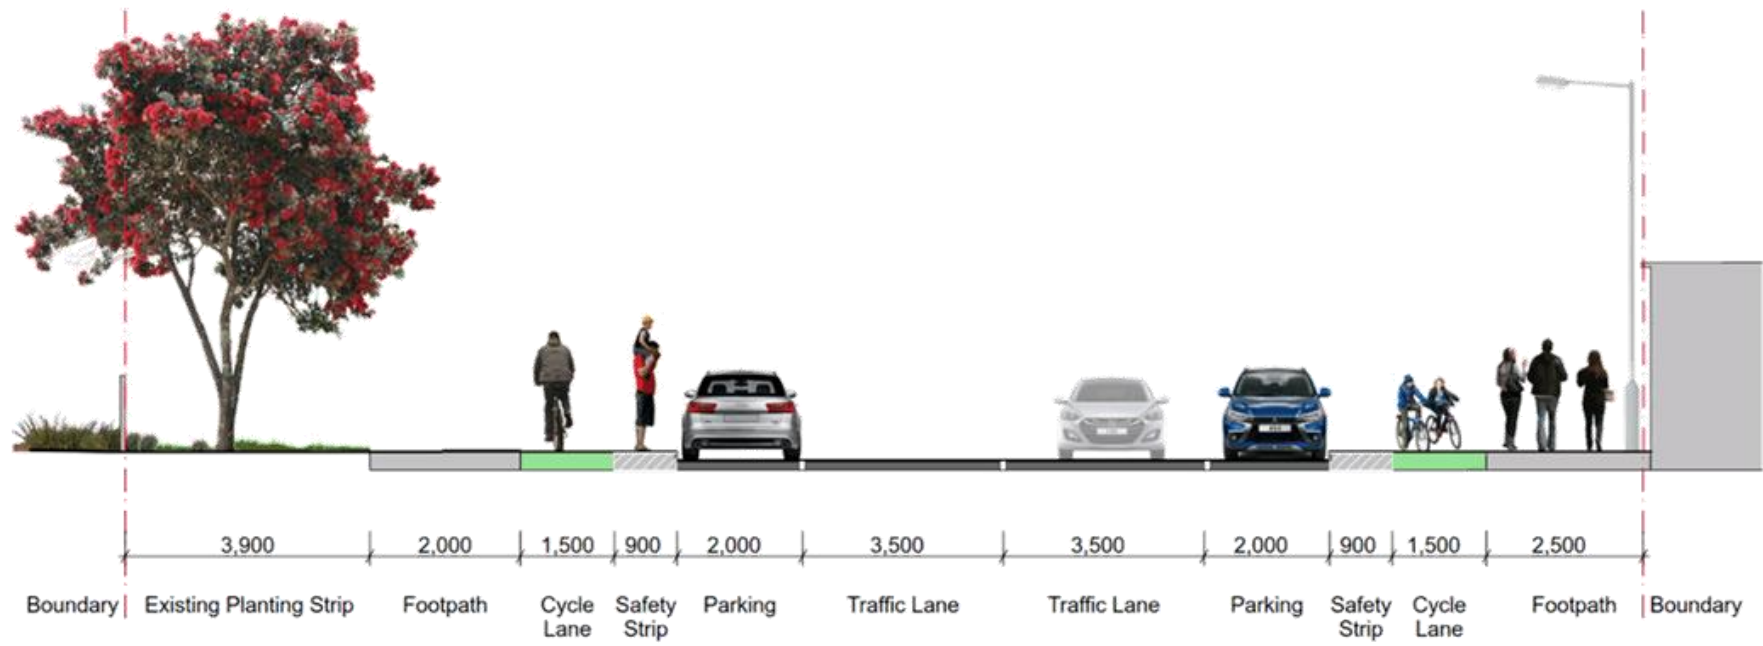 3,900 2,000 1,500 900 2,000 3,500 3,500 2,000 900 1,500 2,500
Boundary Existing Planting Strip Footpath Cycle Safety Parking Traffic Lane Traffic Lane Parking Safety Cycle Footpath Boundary
Lane Strip Strip Lane